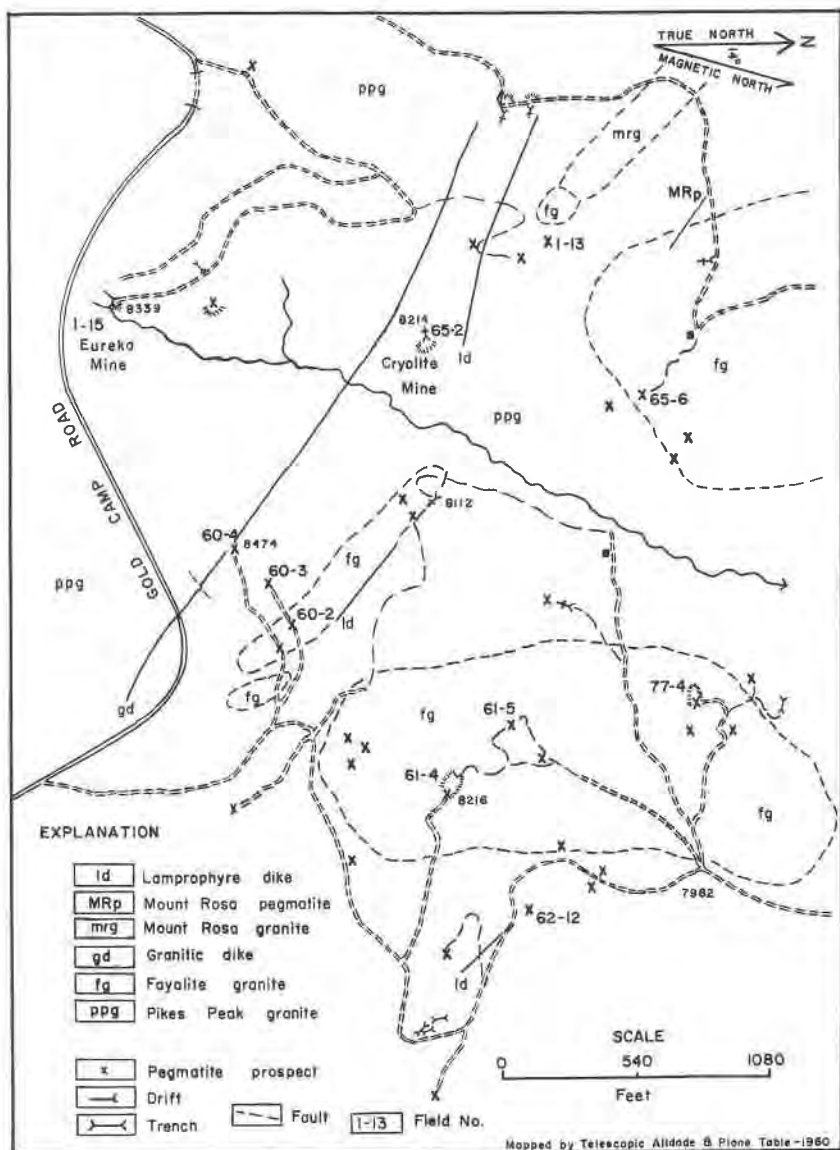 TRUE NORTH
N
MAGNETIC NORTH
ppg
mrg
MRp
fg
1-13
8339
1-15
Eureka
Mine
8214
65-2
Cryolite
Mine
ld
fg
65-6
ppg
GOLD CAMP ROAD
8112
60-4
8474
60-3
fg
60-2
ld
ppg
fg
gd
fg
61-5
77-4
61-4
8216
fg
7982
62-12
ld
EXPLANATION
ld Lamprophyre dike
MRp Mount Rosa pegmatite
mrg Mount Rosa granite
gd Granitic dike
fg Fayalite granite
ppg Pikes Peak granite
x Pegmatite prospect
Drift
Trench
Fault
1-13 Field No.
SCALE
0 540 1080
Feet
Mapped by Telescopic Alidade & Plane Table-1960